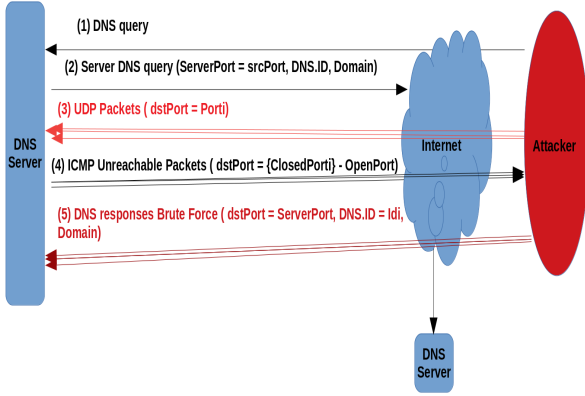 (1) DNS query
(2) Server DNS query (ServerPort = srcPort, DNS.ID, Domain)
(3) UDP Packets ( dstPort = Porti)
DNS
Server
Internet
Attacker
(4) ICMP Unreachable Packets ( dstPort = {ClosedPorti} - OpenPort)
(5) DNS responses Brute Force ( dstPort = ServerPort, DNS.ID = Idi,
Domain)
DNS
Server